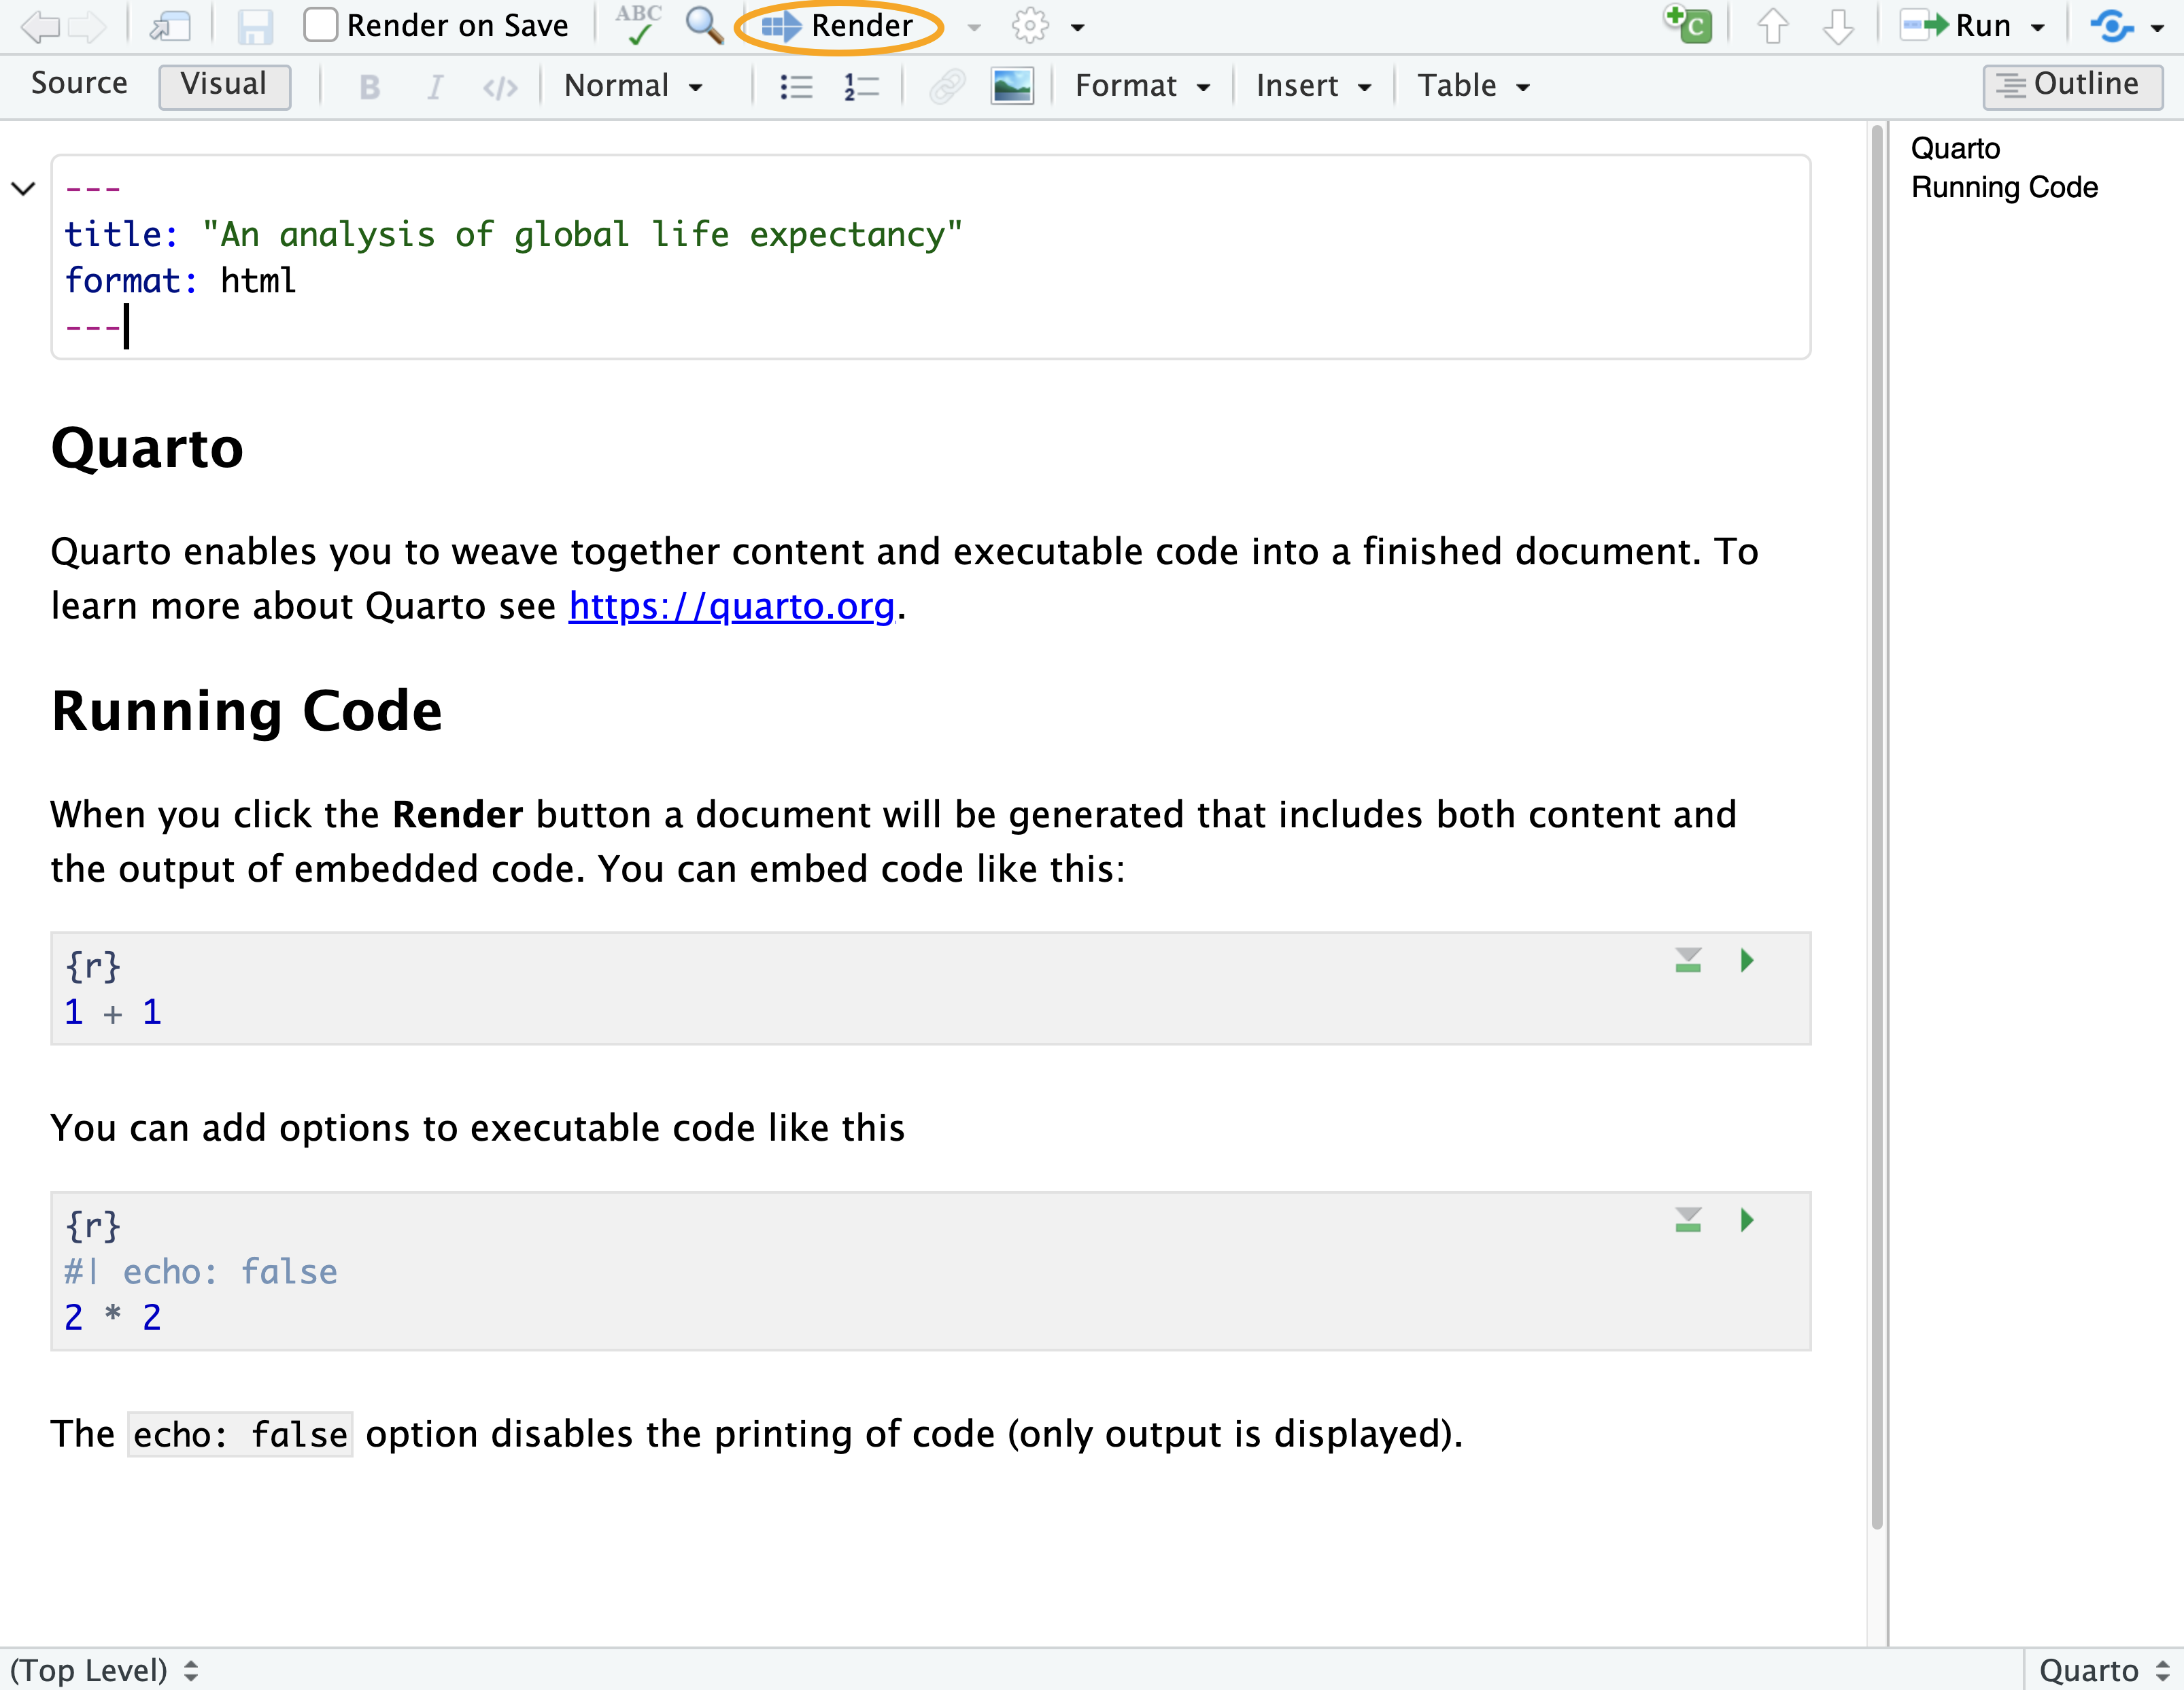 Render on Save ABC Render C Run
Source Visual B I </> Normal 1 2 Format Insert Table Outline
---
title: "An analysis of global life expectancy"
format: html
---
Quarto
Quarto enables you to weave together content and executable code into a finished document. To
learn more about Quarto see https://quarto.org.
Running Code
When you click the Render button a document will be generated that includes both content and
the output of embedded code. You can embed code like this:
{r}
1 + 1
You can add options to executable code like this
{r}
#| echo: false
2 * 2
The echo: false option disables the printing of code (only output is displayed).
Quarto
Running Code
(Top Level) Quarto